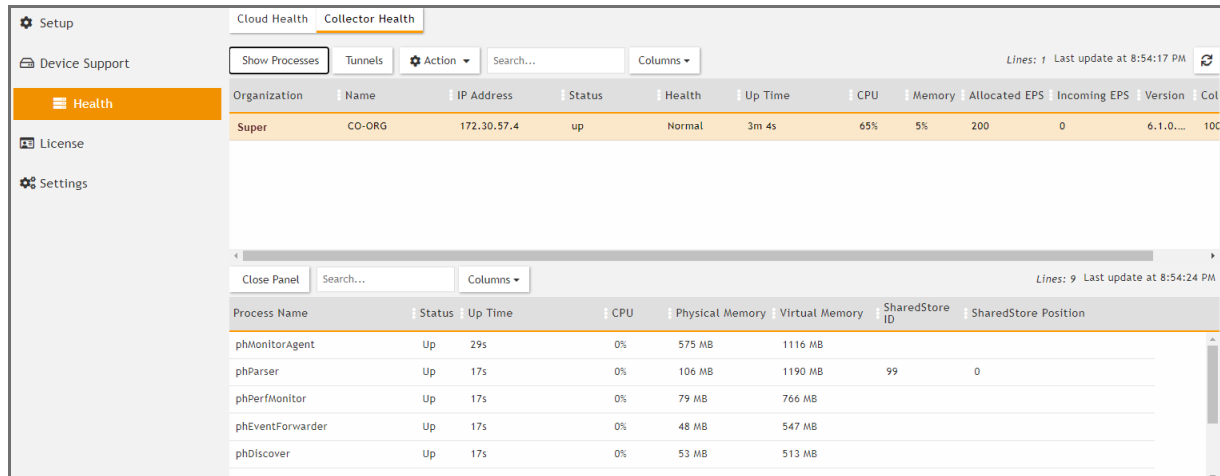 Setup
Device Support
Health
License
Settings
Cloud Health Collector Health
Show Processes Tunnels Action Search... Columns Lines: 1 Last update at 8:54:17 PM
Organization Name IP Address Status Health Up Time CPU Memory Allocated EPS Incoming EPS Version Col
Super CO-ORG 172.30.57.4 up Normal 3m 4s 65% 5% 200 0 6.1.0.... 100
Close Panel Search... Columns Lines: 9 Last update at 8:54:24 PM
Process Name Status Up Time CPU Physical Memory Virtual Memory SharedStore ID SharedStore Position
phMonitorAgent Up 29s 0% 575 MB 1116 MB
phParser Up 17s 0% 106 MB 1190 MB 99 0
phPerfMonitor Up 17s 0% 79 MB 766 MB
phEventForwarder Up 17s 0% 48 MB 547 MB
phDiscover Up 17s 0% 53 MB 513 MB